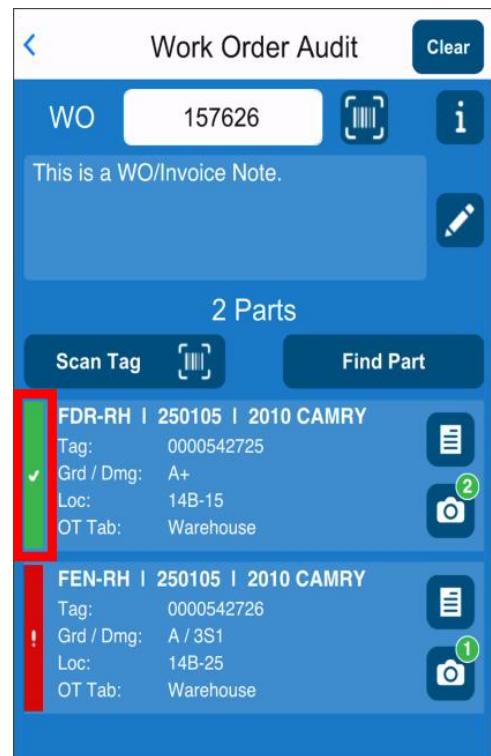 Work Order Audit
Clear
WO
157626
i
This is a WO/Invoice Note.
2 Parts
Scan Tag
Find Part
FDR-RH | 250105 | 2010 CAMRY
Tag: 0000542725
Grd / Dmg: A+
Loc: 14B-15
OT Tab: Warehouse
2
FEN-RH | 250105 | 2010 CAMRY
Tag: 0000542726
Grd / Dmg: A / 3S1
Loc: 14B-25
OT Tab: Warehouse
!
1